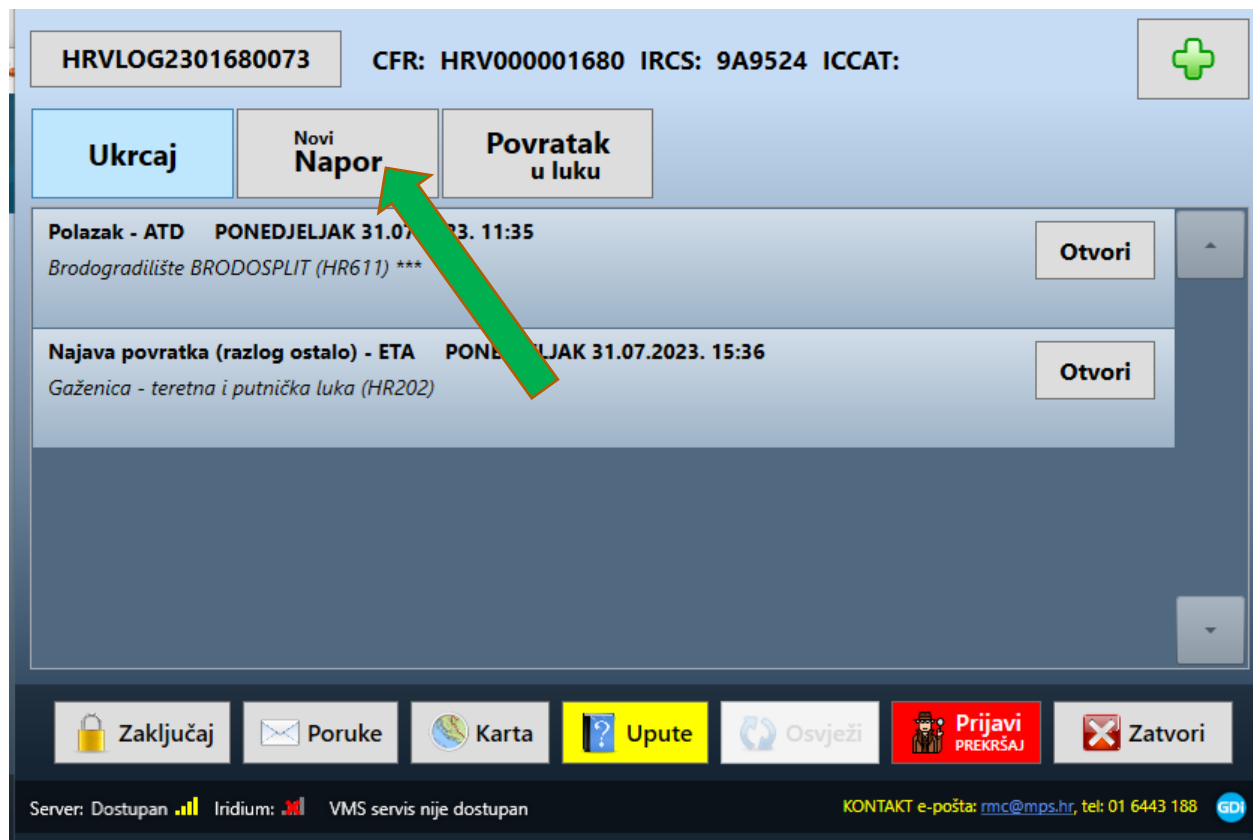 HRVLOG2301680073 CFR: HRV000001680 IRCS: 9A9524 ICCAT:
Ukrcaj
Novi
Napor
Povratak
u luku
Polazak - ATD PONEDJELJAK 31.07 23. 11:35
Brodogradilište BRODOSPLIT (HR611) ***
Otvori
Najava povratka (razlog ostalo) - ETA 31.07.2023. 15:36
Gaženica - teretna i putnička luka (HR202)
Otvori
Zaključaj
Poruke
Karta
Upute
Osvježi
Prijavi
PREKRŠAJ
Zatvori
Server: Dostupan Iridium: VMS servis nije dostupan KONTAKT e-pošta: rmc@mps.hr, tel: 01 6443 188 GDi